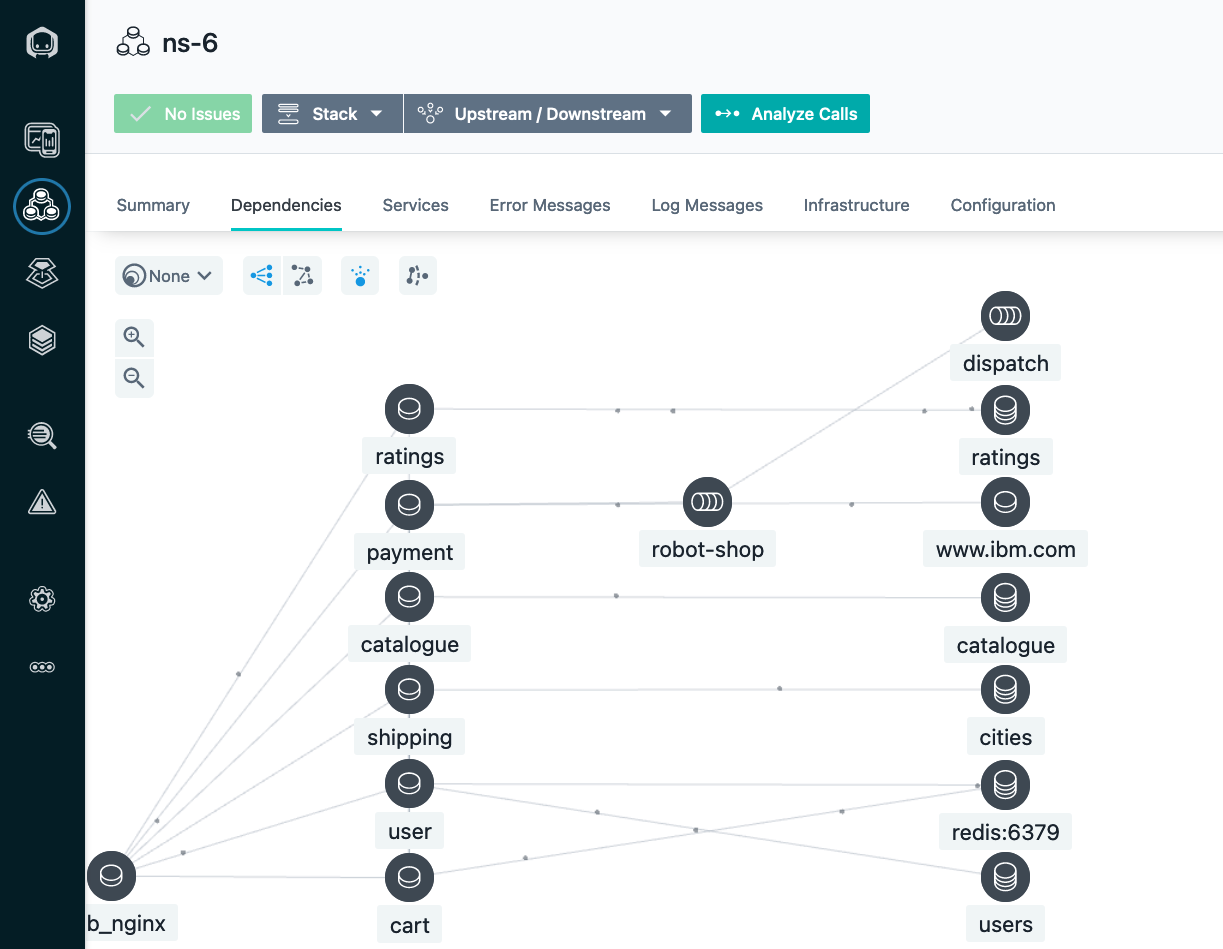 ns-6
No Issues
Stack
Upstream / Downstream
Analyze Calls
Summary
Dependencies
Services
Error Messages
Log Messages
Infrastructure
Configuration
None
dispatch
ratings
ratings
payment
robot-shop
www.ibm.com
catalogue
catalogue
shipping
cities
user
redis:6379
b_nginx
cart
users